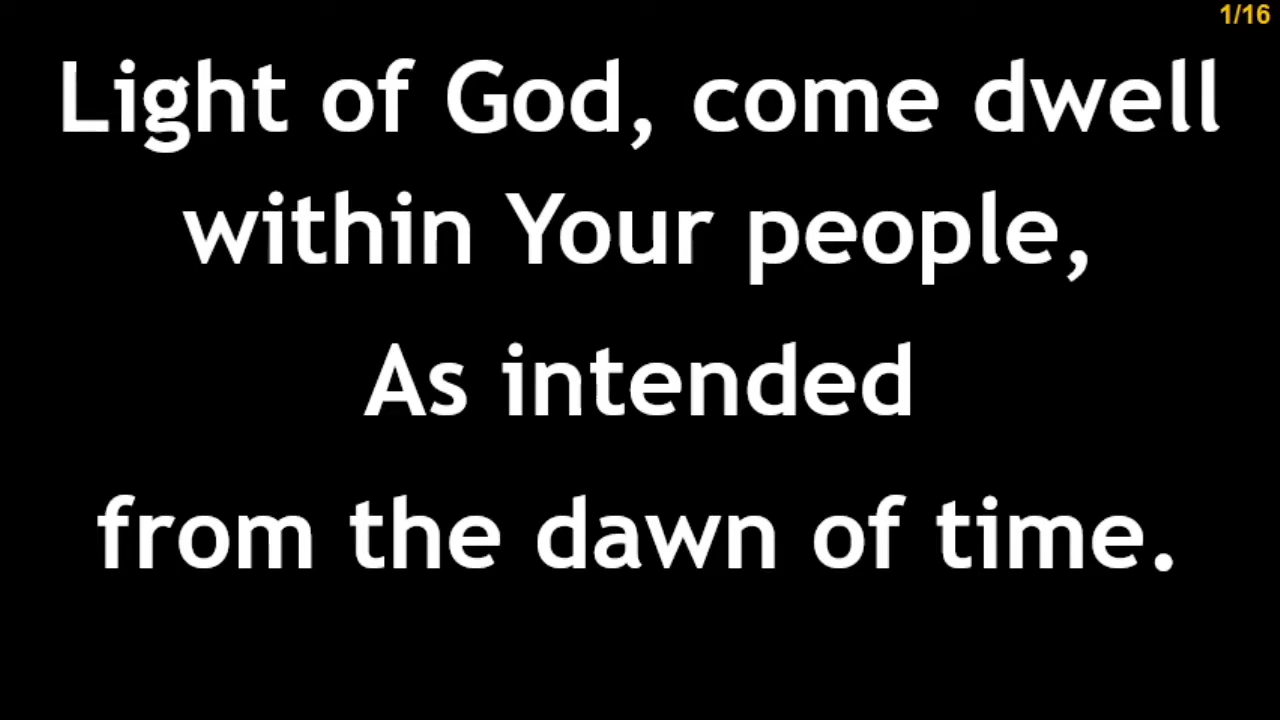 1/16
Light of God, come dwell
within Your people,
As intended
from the dawn of time.